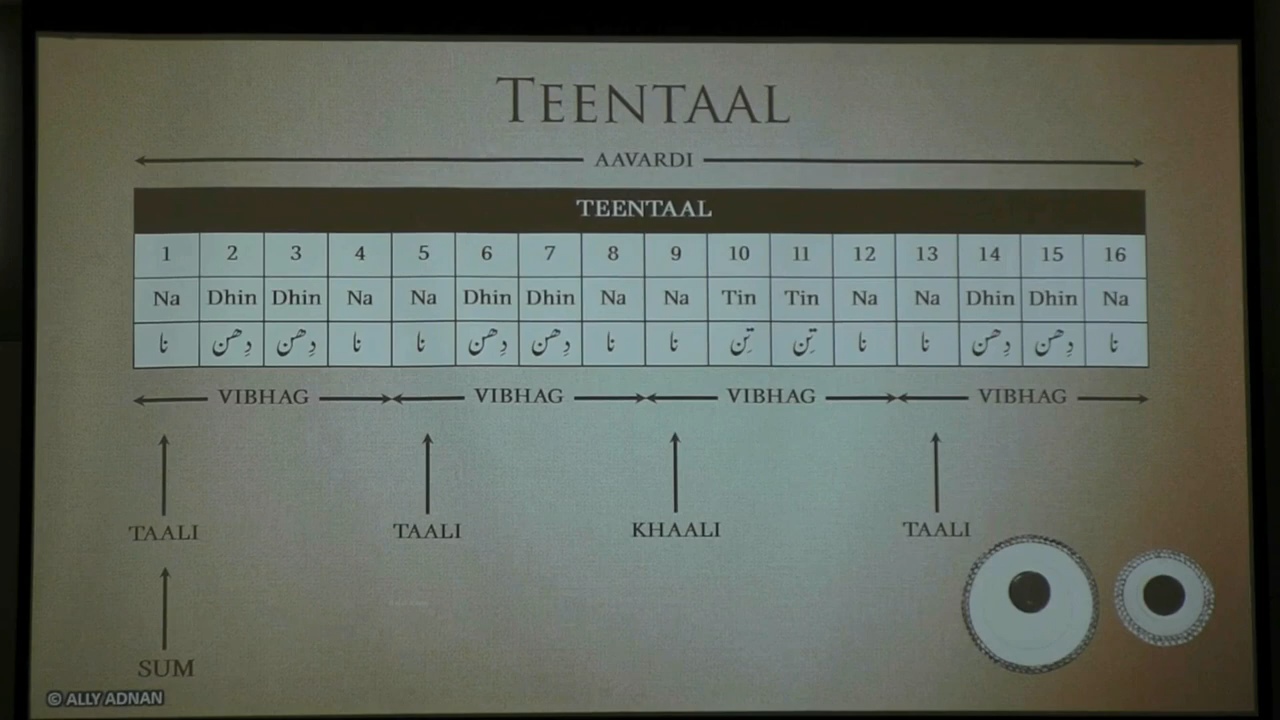 TEENTAAL
AAVARDI
TEENTAAL
1 2 3 4 5 6 7 8 9 10 11 12 13 14 15 16
Na Dhin Dhin Na Na Dhin Dhin Na Na Tin Tin Na Na Dhin Dhin Na
نا دِھن دِھن نا نا دِھن دِھن نا نا تِن تِن نا نا دِھن دِھن نا
VIBHAG VIBHAG VIBHAG VIBHAG
TAALI TAALI KHAALI TAALI
SUM
© ALLY ADNAN